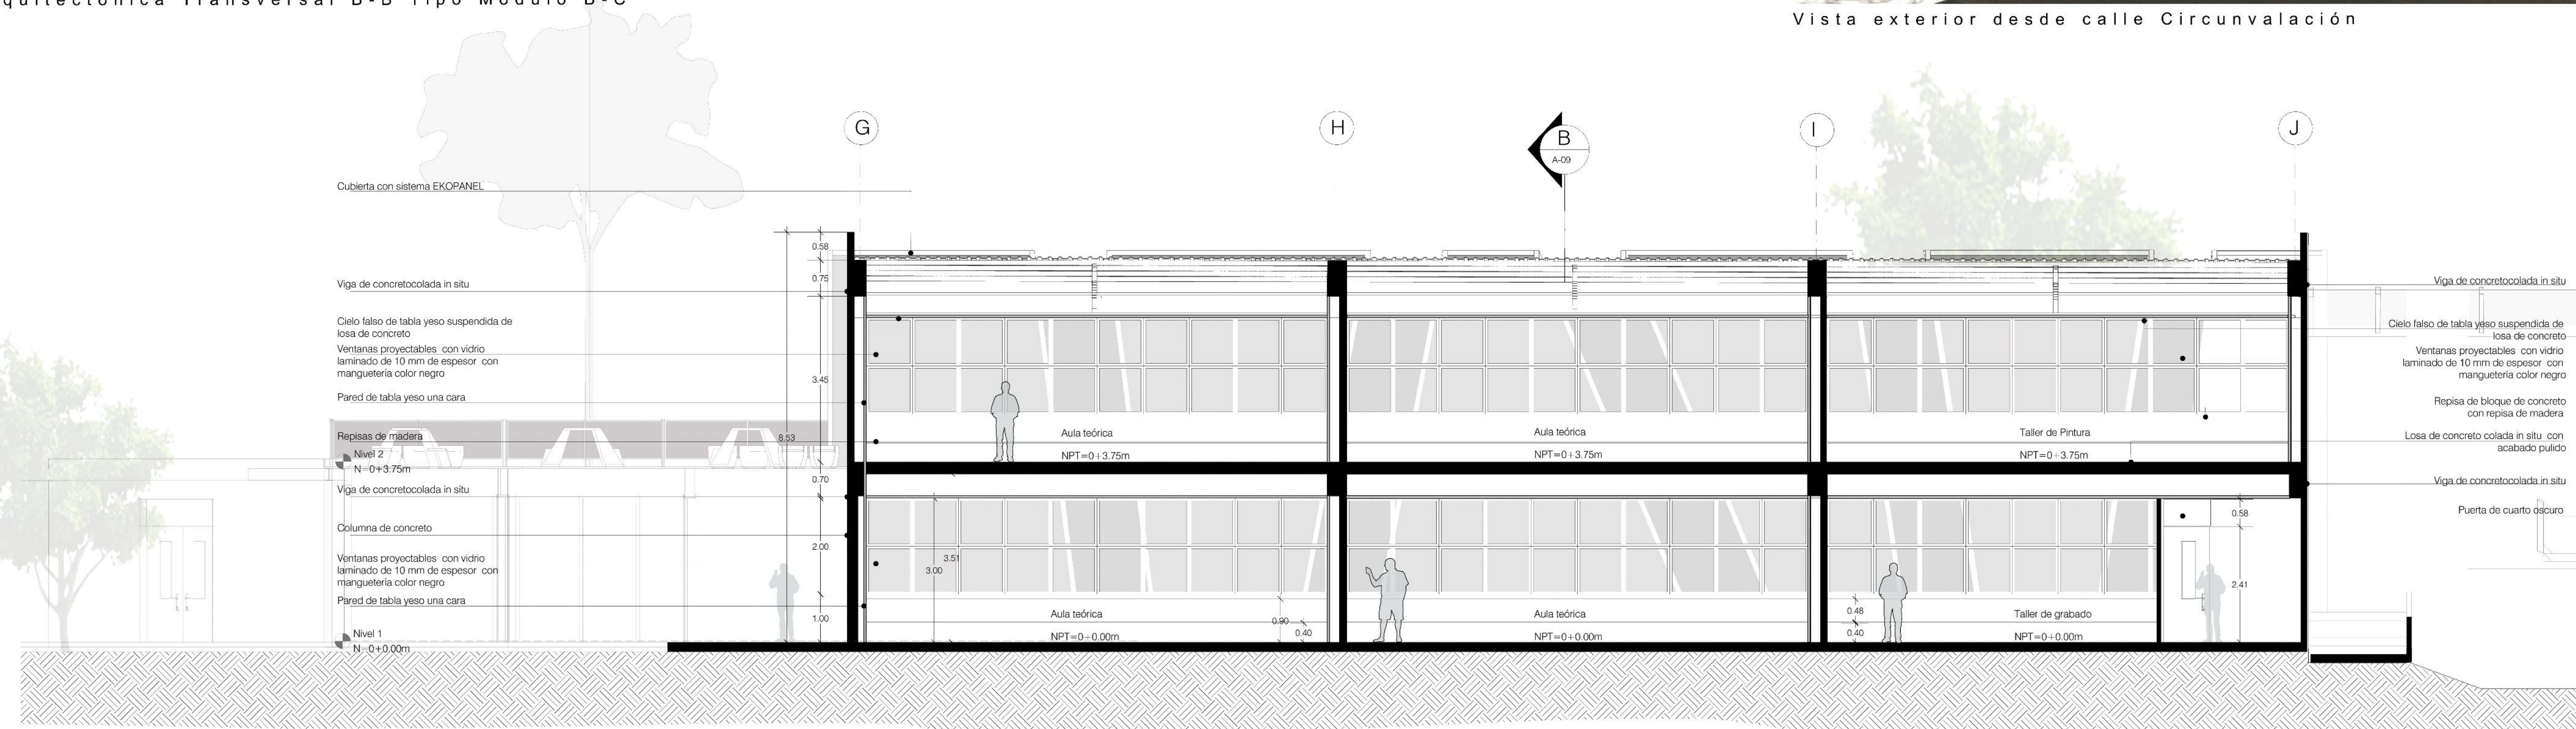 quitectónica Transversal B-B Tipo Módulo B-C
Vista exterior desde calle Circunvalación
G
H
B
A-09
I
J
Cubierta con sistema EKOPANEL
Viga de concretocolada in situ
Cielo falso de tabla yeso suspendida de
losa de concreto
Ventanas proyectables con vidrio
laminado de 10 mm de espesor con
manguetería color negro
Pared de tabla yeso una cara
Repisas de madera
Nivel 2
N=0+3.75m
Viga de concretocolada in situ
Columna de concreto
Ventanas proyectables con vidrio
laminado de 10 mm de espesor con
manguetería color negro
Pared de tabla yeso una cara
Nivel 1
N=0+0.00m
8.53
0.58
0.75
3.45
0.70
2.00
1.00
Aula teórica
NPT=0+3.75m
Aula teórica
NPT=0+3.75m
Taller de Pintura
NPT=0+3.75m
3.51
3.00
Aula teórica
NPT=0+0.00m
0.90
0.40
Aula teórica
NPT=0+0.00m
0.48
0.40
Taller de grabado
NPT=0+0.00m
0.58
2.41
Viga de concretocolada in situ
Cielo falso de tabla yeso suspendida de
losa de concreto
Ventanas proyectables con vidrio
laminado de 10 mm de espesor con
manguetería color negro
Repisa de bloque de concreto
con repisa de madera
Losa de concreto colada in situ con
acabado pulido
Viga de concretocolada in situ
Puerta de cuarto oscuro